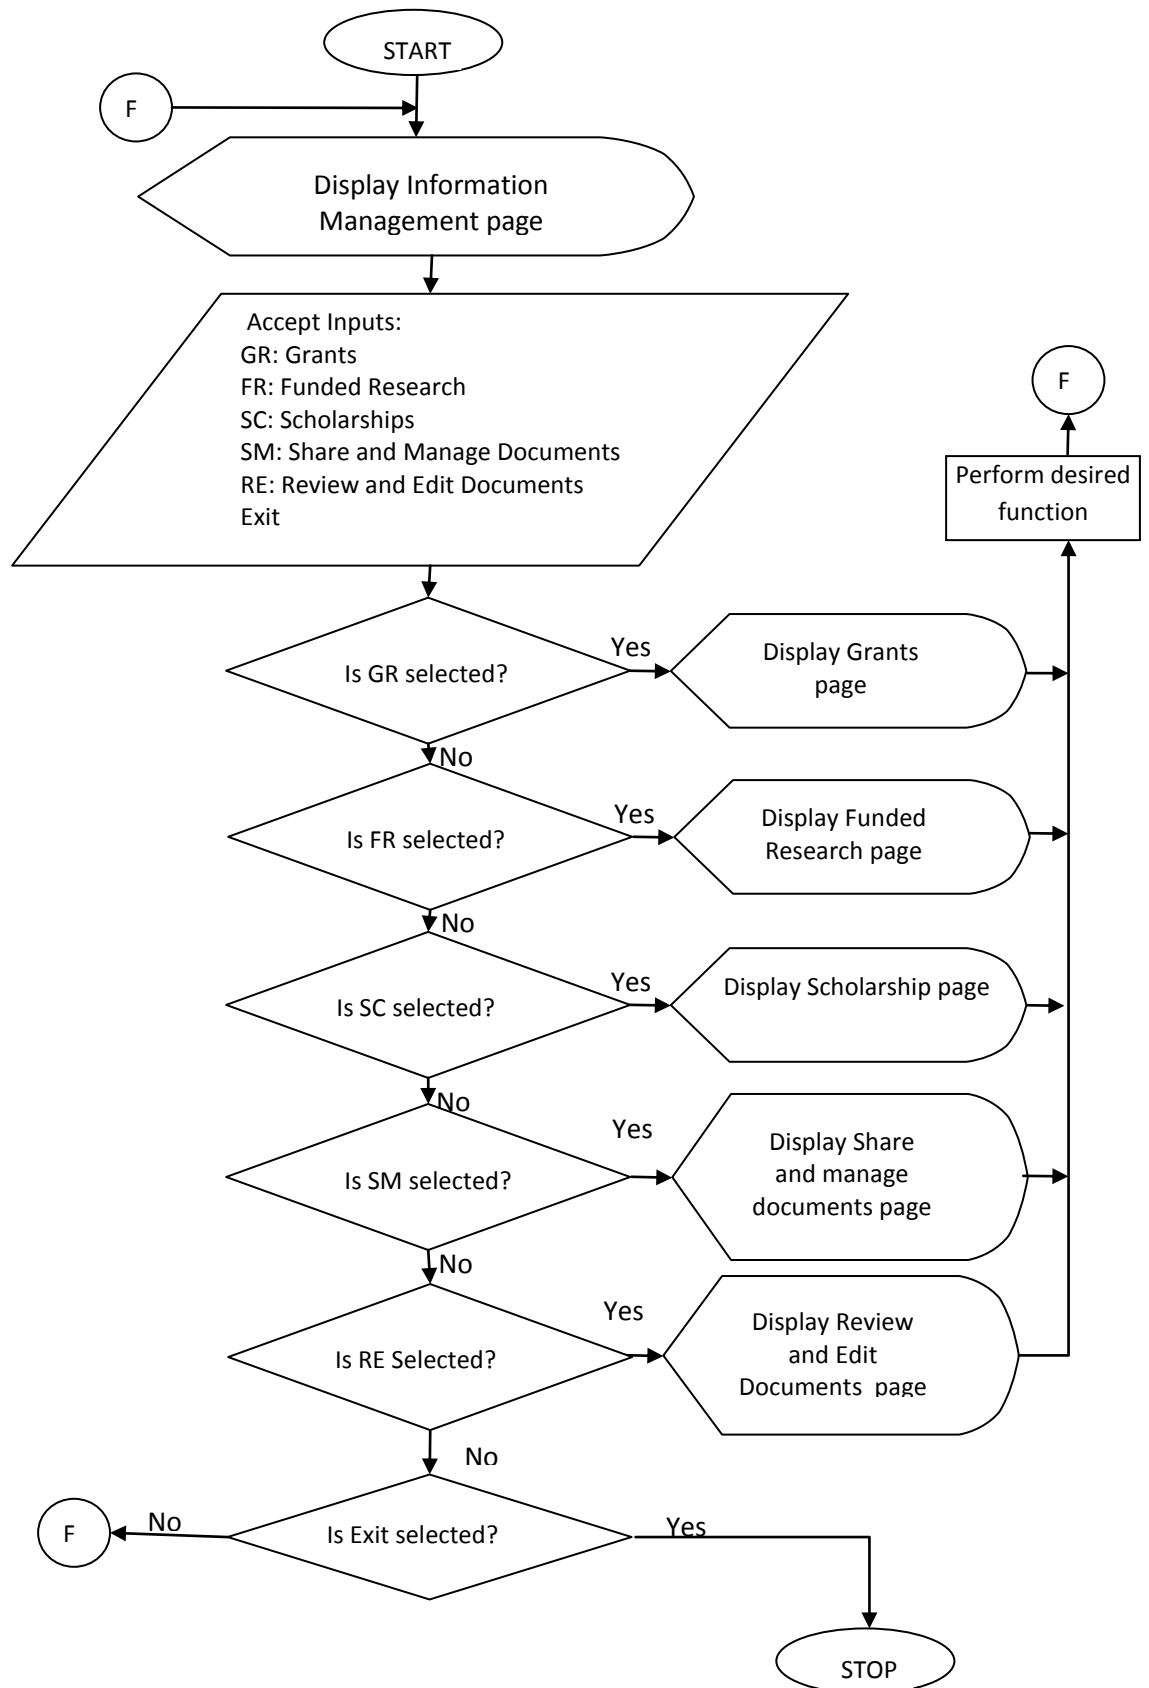 START
F
Display Information
Management page
Accept Inputs:
GR: Grants
FR: Funded Research
SC: Scholarships
SM: Share and Manage Documents
RE: Review and Edit Documents
Exit
F
Perform desired
function
Is GR selected?
Yes
Display Grants
page
No
Is FR selected?
Yes
Display Funded
Research page
No
Is SC selected?
Yes
Display Scholarship page
No
Is SM selected?
Yes
Display Share
and manage
documents page
No
Is RE Selected?
Yes
Display Review
and Edit
Documents page
No
Is Exit selected?
No
F
Yes
STOP